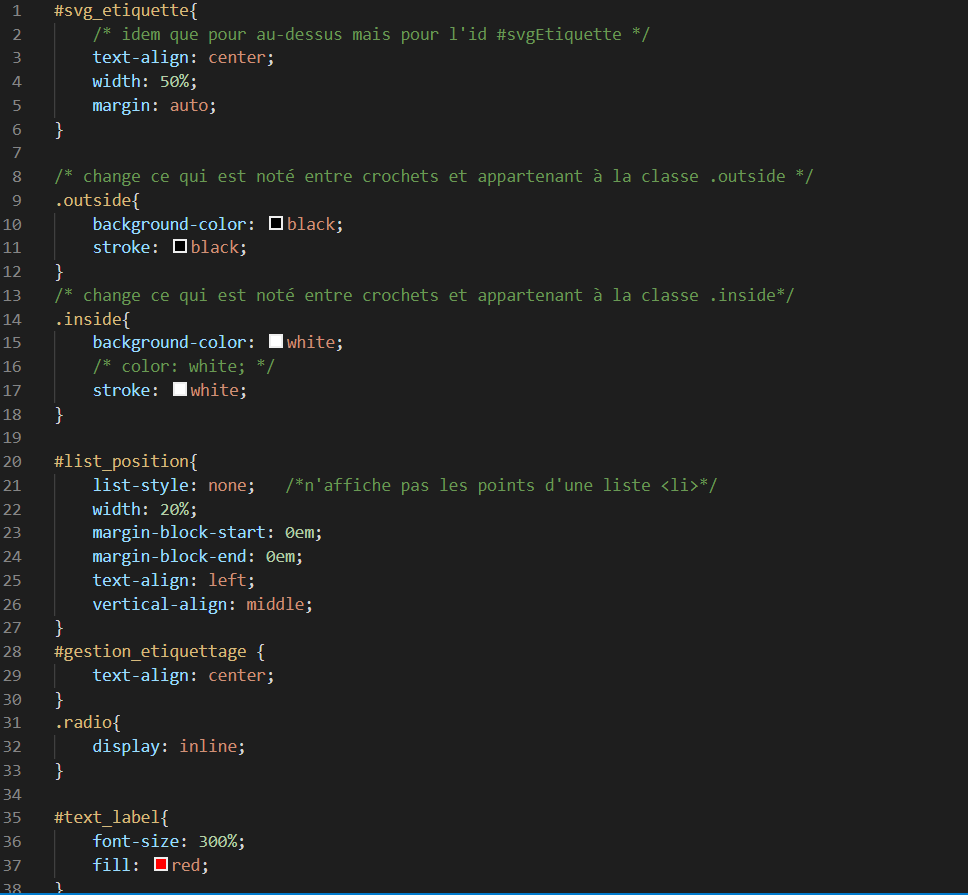 1 #svg_etiquette{
2 /* idem que pour au-dessus mais pour l'id #svgEtiquette */
3 text-align: center;
4 width: 50%;
5 margin: auto;
6 }
7
8 /* change ce qui est noté entre crochets et appartenant à la classe .outside */
9 .outside{
10 background-color: black;
11 stroke: black;
12 }
13 /* change ce qui est noté entre crochets et appartenant à la classe .inside*/
14 .inside{
15 background-color: white;
16 /* color: white; */
17 stroke: white;
18 }
19
20 #list_position{
21 list-style: none; /*n'affiche pas les points d'une liste <li>*/
22 width: 20%;
23 margin-block-start: 0em;
24 margin-block-end: 0em;
25 text-align: left;
26 vertical-align: middle;
27 }
28 #gestion_etiquettage {
29 text-align: center;
30 }
31 .radio{
32 display: inline;
33 }
34
35 #text_label{
36 font-size: 300%;
37 fill: red;
38 }